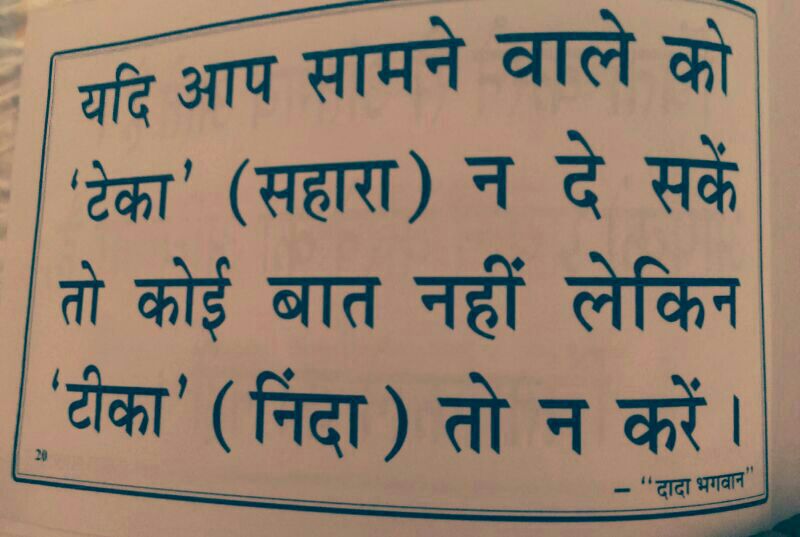 यदि आप सामने वाले को
‘टेका’ (सहारा) न दे सकें
तो कोई बात नहीं लेकिन
‘टीका’ (निंदा) तो न करें ।
20
– “दादा भगवान”